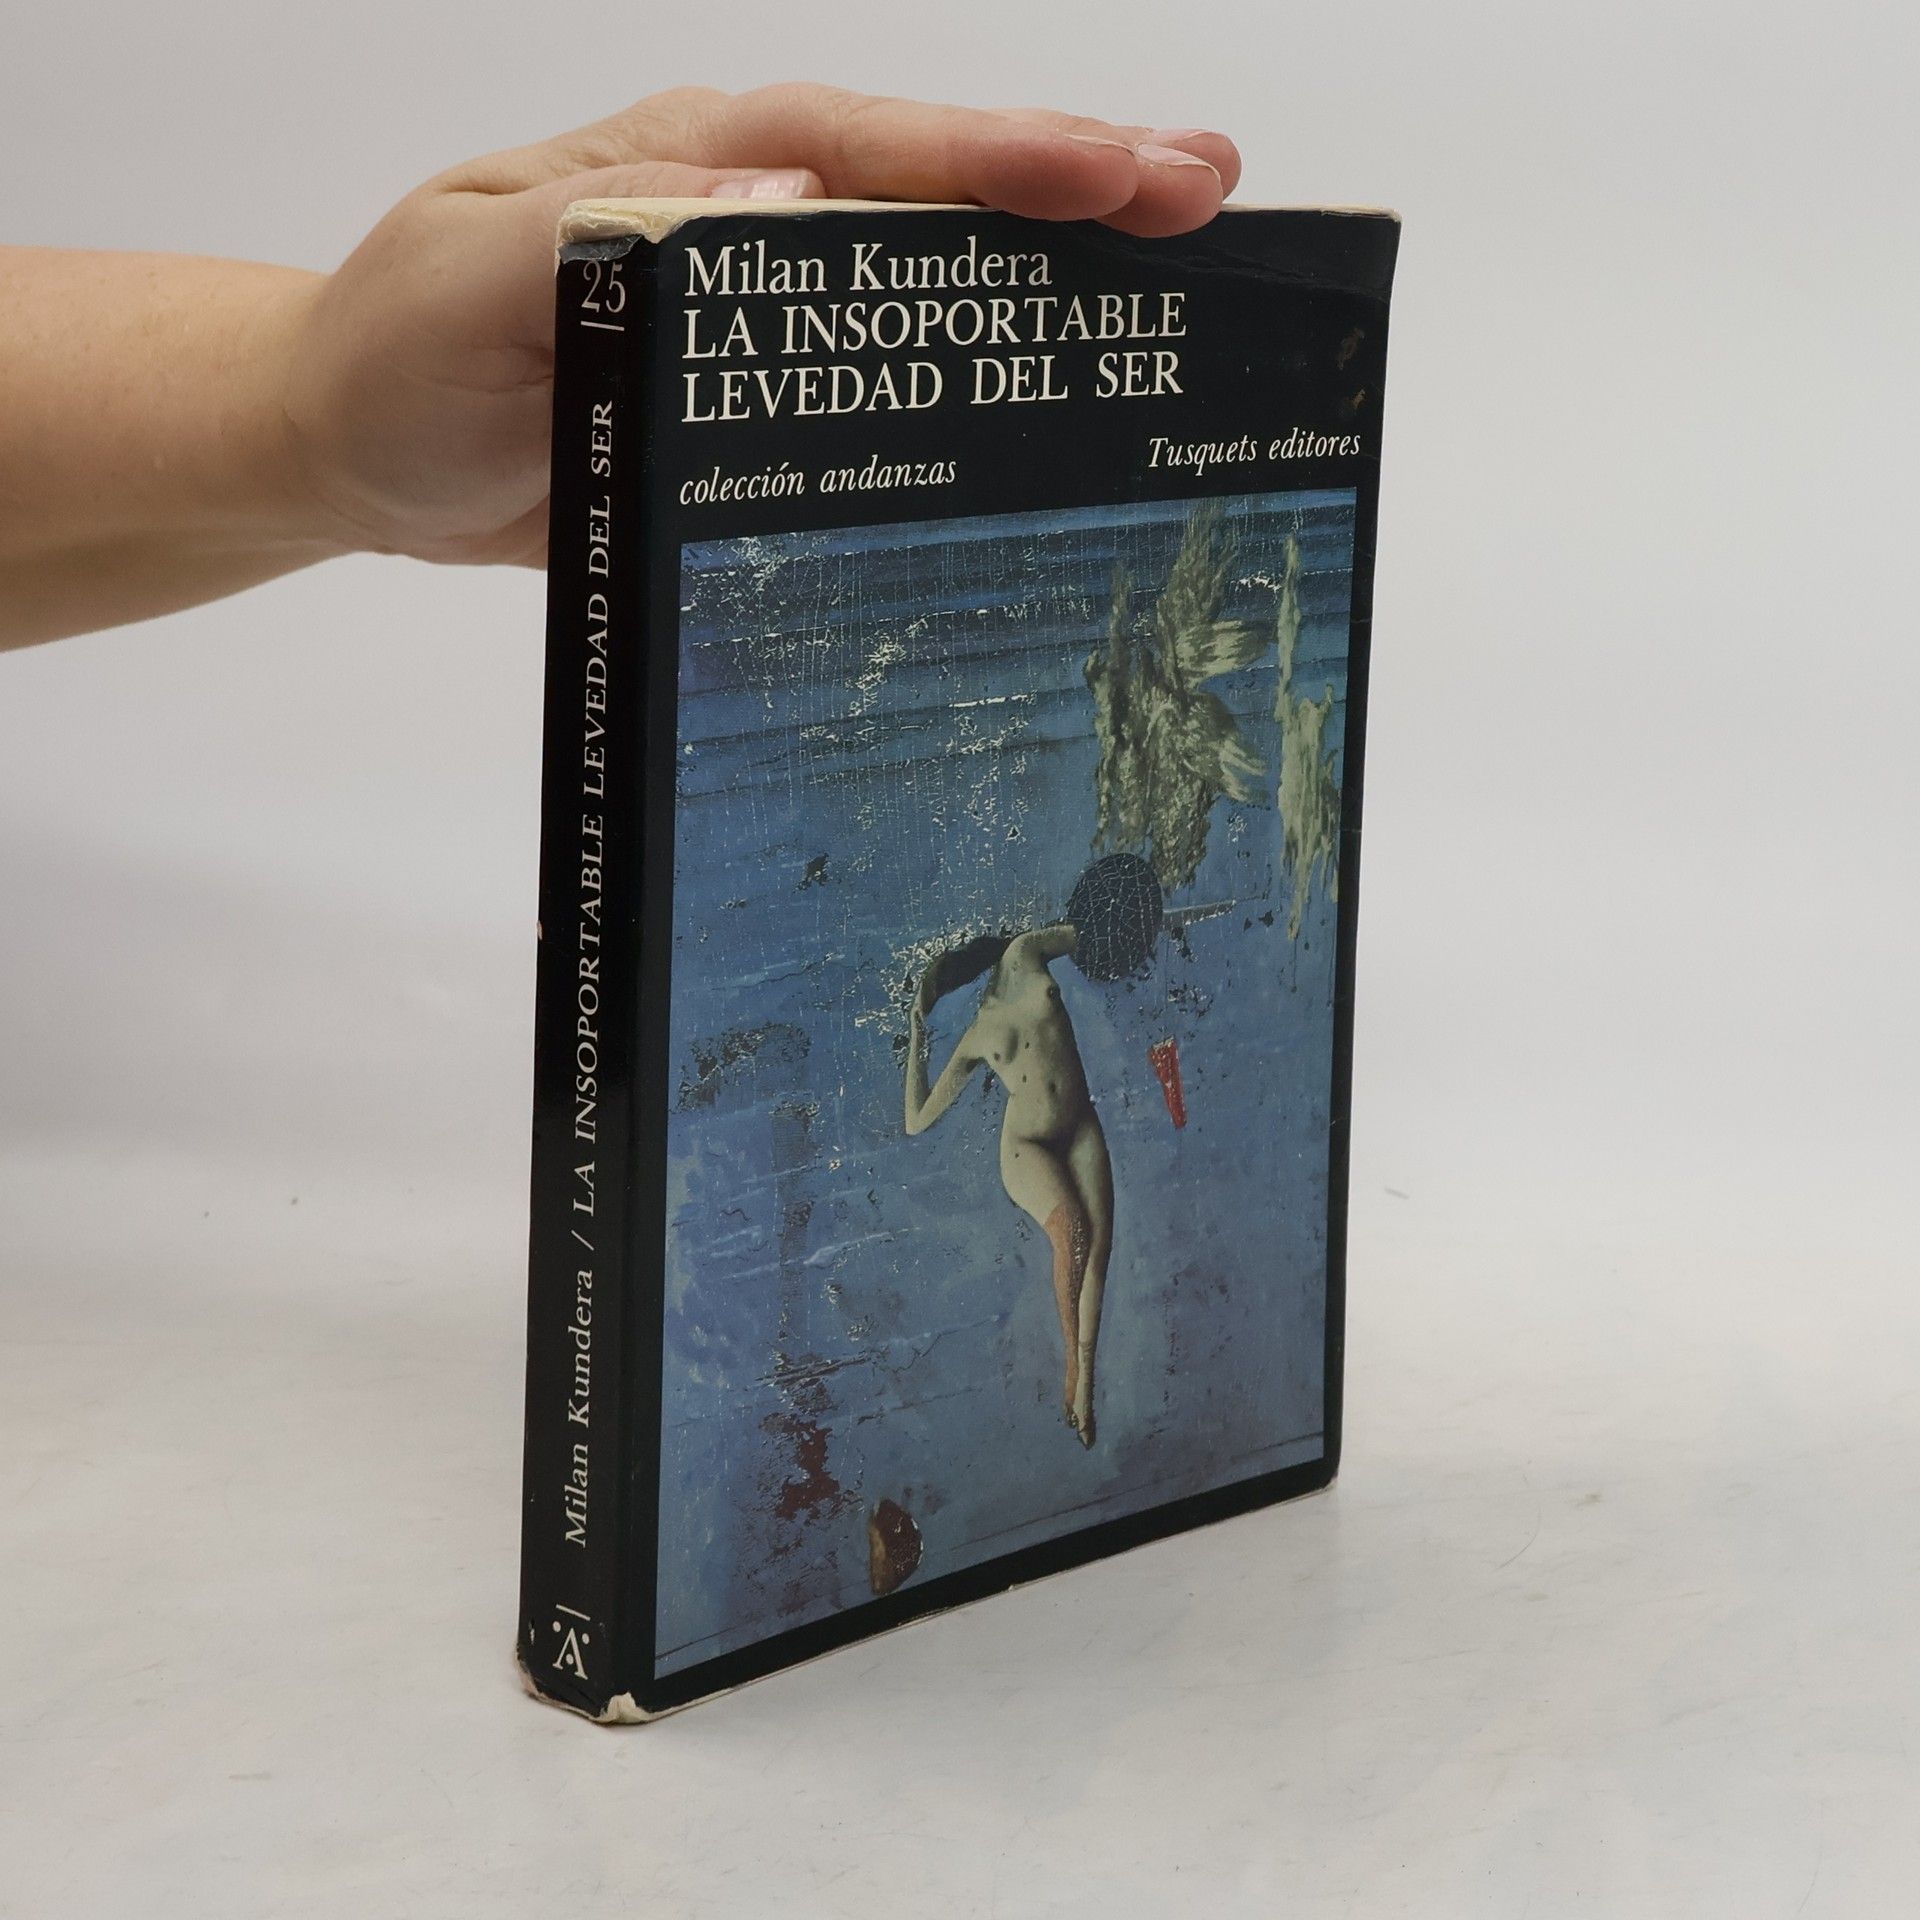 Milan Kundera
LA INSOPORTABLE
LEVEDAD DEL SER
colección andanzas
Tusquets editores
25
Milan Kundera / LA INSOPORTABLE LEVEDAD DEL SER
A